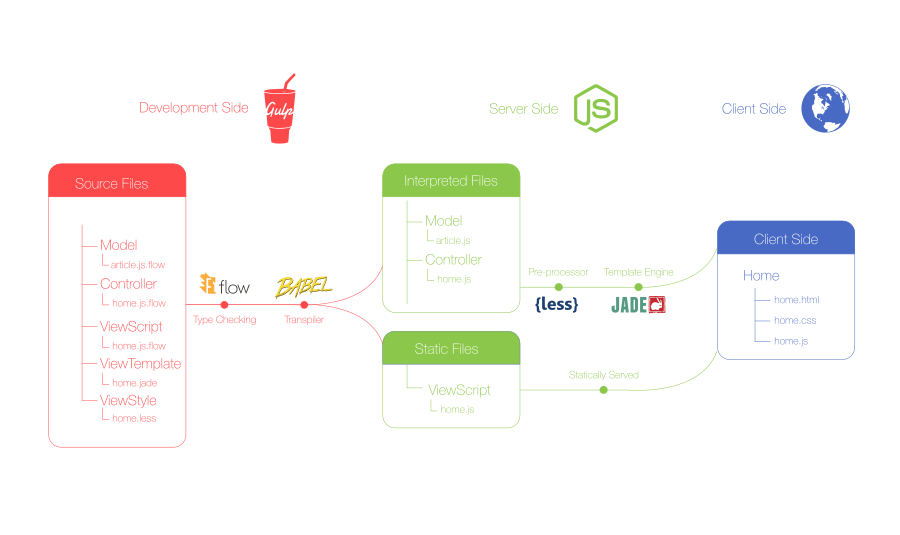 Development Side
Gulp
Server Side
JS
Client Side
Source Files
Model
article.js.flow
Controller
home.js.flow
ViewScript
home.js.flow
ViewTemplate
home.jade
ViewStyle
home.less
flow
Type Checking
BABEL
Transpiler
Interpreted Files
Model
article.js
Controller
home.js
Static Files
ViewScript
home.js
Pre-processor
{less}
Template Engine
JADE
Statically Served
Client Side
Home
home.html
home.css
home.js